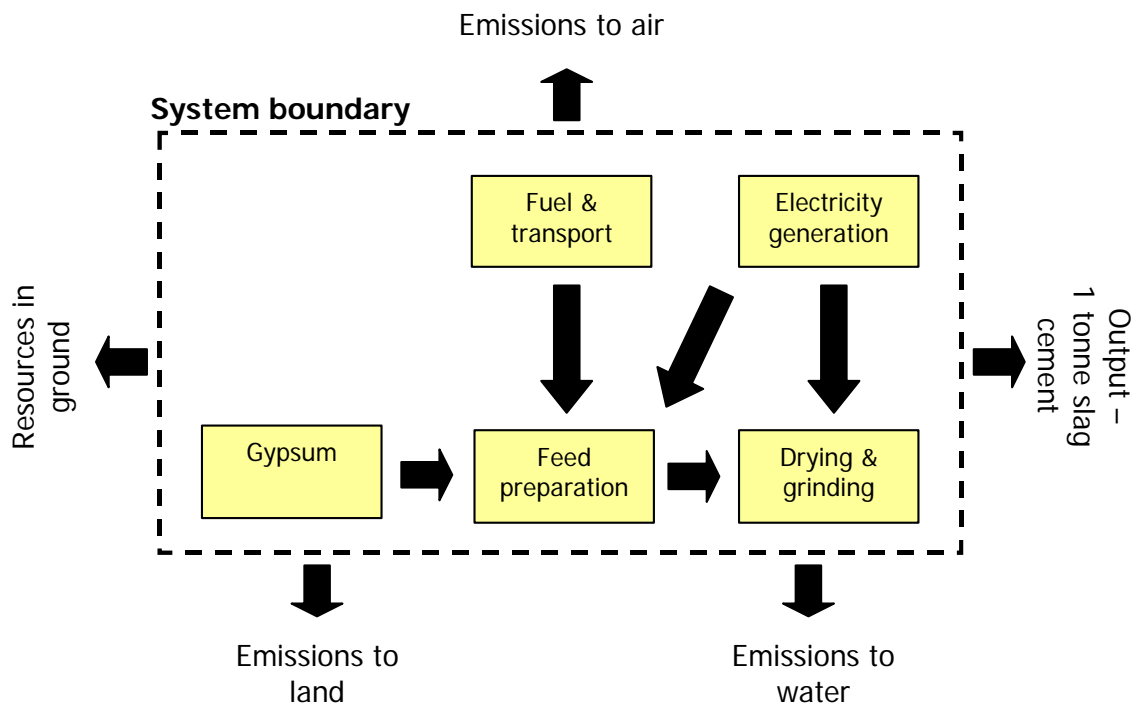 Emissions to air
System boundary
Fuel &
transport
Electricity
generation
Resources in
ground
Output –
1 tonne slag
cement
Gypsum
Feed
preparation
Drying &
grinding
Emissions to
land
Emissions to
water